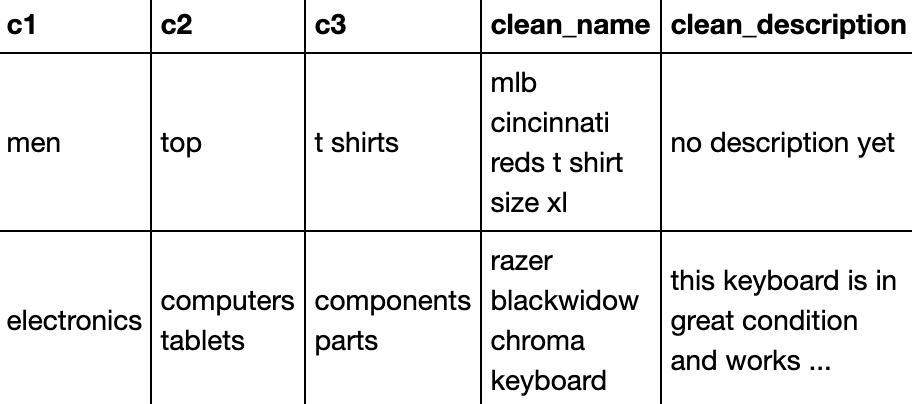 c1 c2 c3 clean_name clean_description
men top t shirts mlb cincinnati reds t shirt size xl no description yet
electronics computers tablets components parts razer blackwidow chroma keyboard this keyboard is in great condition and works ...